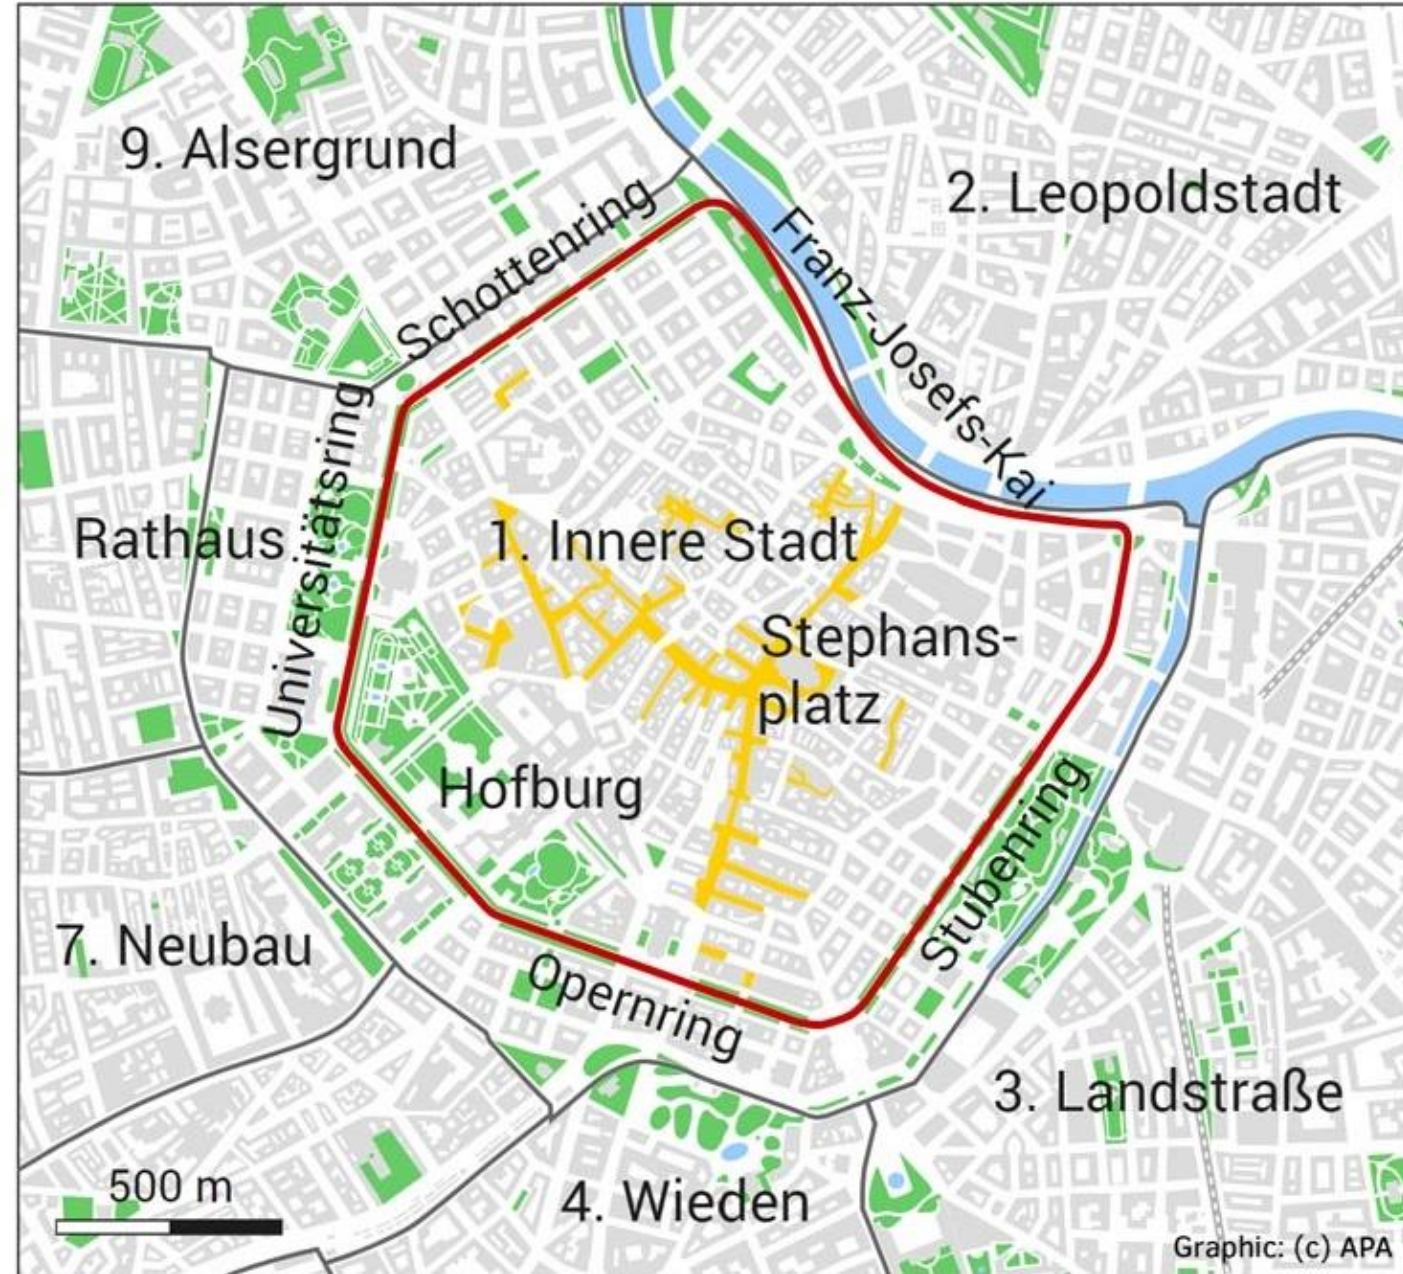 9. Alsergrund
2. Leopoldstadt
Schottenring
Franz-Josefs-Kai
Universitätsring
Rathaus
1. Innere Stadt
Stephans-
platz
Hofburg
Stubenring
7. Neubau
Opernring
3. Landstraße
500 m
4. Wieden
Graphic: (c) APA